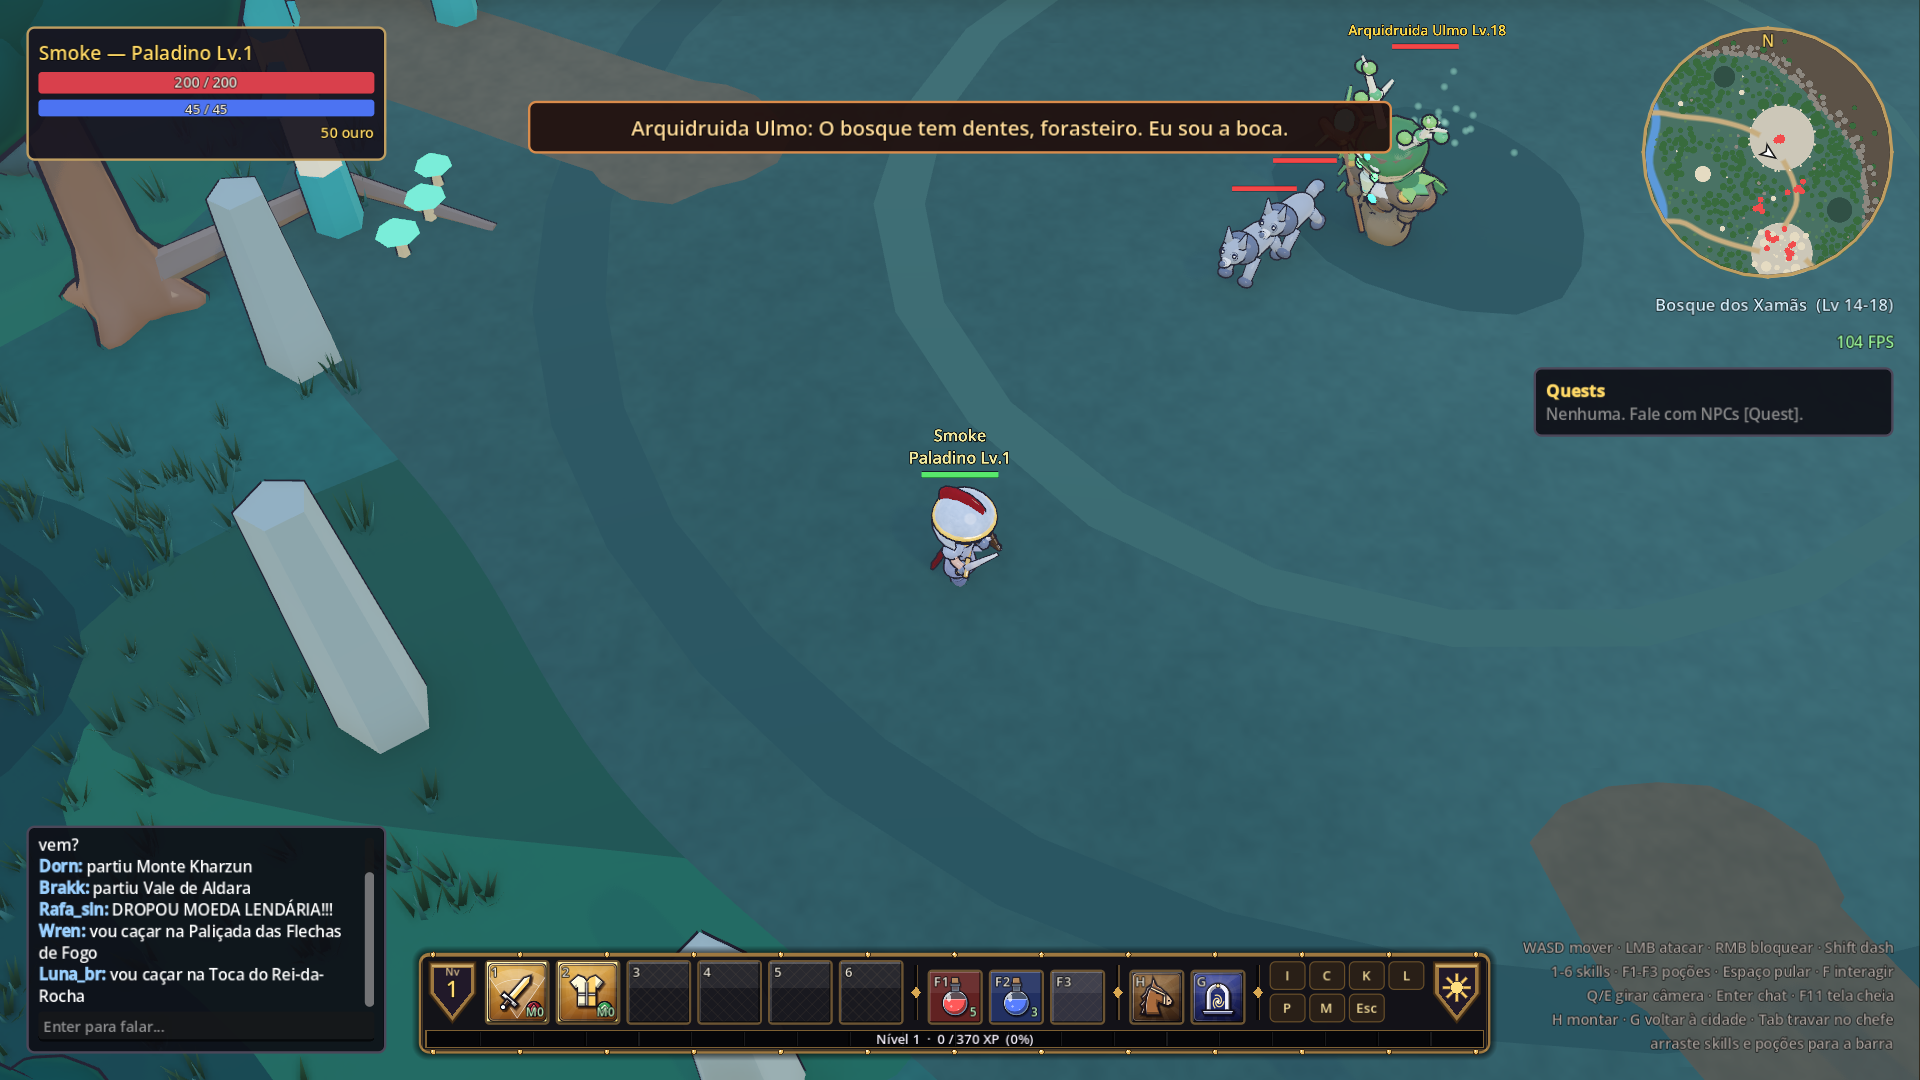 Smoke — Paladino Lv.1
200 / 200
45 / 45
50 ouro
Arquidruida Ulmo Lv.18
Arquidruida Ulmo: O bosque tem dentes, forasteiro. Eu sou a boca.
N
Bosque dos Xamãs (Lv 14-18)
104 FPS
Quests
Nenhuma. Fale com NPCs [Quest].
Smoke
Paladino Lv.1
vem?
Dorn: partiu Monte Kharzun
Brakk: partiu Vale de Aldara
Rafa_sln: DROPOU MOEDA LENDÁRIA!!!
Wren: vou caçar na Paliçada das Flechas
de Fogo
Luna_br: vou caçar na Toca do Rei-da-
Rocha
Enter para falar...
Nv
1
1 M0
2 M0
3
4
5
6
F1 5
F2 3
F3
H
G
I C K L
P M Esc
Nível 1 · 0 / 370 XP (0%)
WASD mover · LMB atacar · RMB bloquear · Shift dash
1-6 skills · F1-F3 poções · Espaço pular · F interagir
Q/E girar câmera · Enter chat · F11 tela cheia
H montar · G voltar à cidade · Tab travar no chefe
arraste skills e poções para a barra